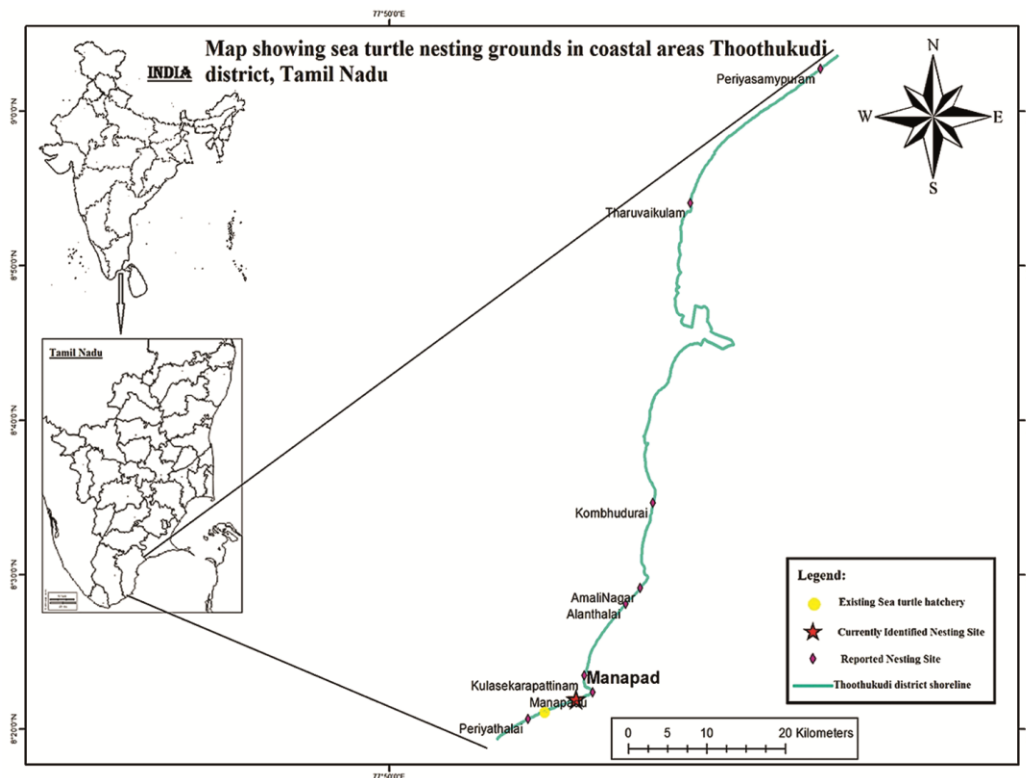 77°50'0"E
Map showing sea turtle nesting grounds in coastal areas Thoothukudi
district, Tamil Nadu
INDIA
N
W
E
S
Periyasamypuram
9°0'0"N
Tharuvaikulam
8°50'0"N
Tamil Nadu
8°40'0"N
Kombhudurai
8°30'0"N
AmaliNagar
Alanthalai
Legend:
Existing Sea turtle hatchery
Currently Identified Nesting Site
Reported Nesting Site
Thoothukudi district shoreline
Manapad
Kulasekarapattinam
Manapadu
Periyathalai
8°20'0"N
0 5 10 20 Kilometers
77°50'0"E